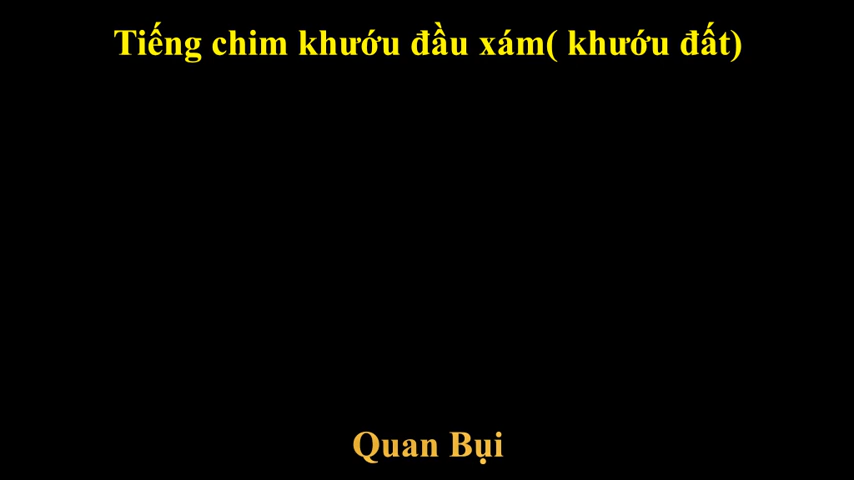 Tiếng chim khướu đầu xám( khướu đất)
Quan Bụi